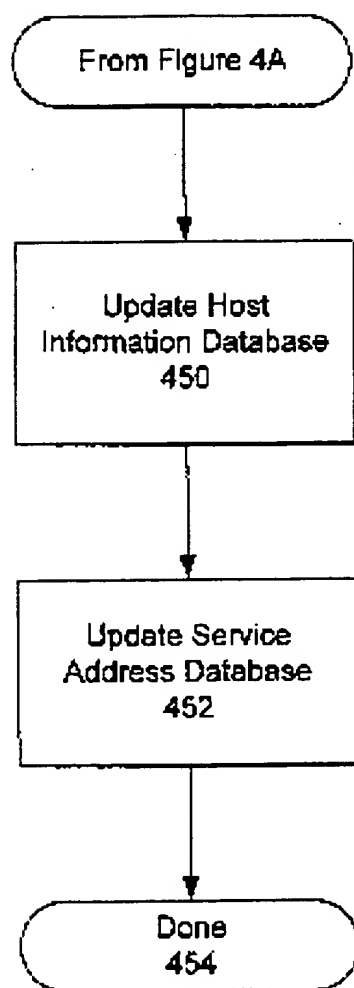 From Figure 4A
Update Host
Information Database
450
Update Service
Address Database
452
Done
454